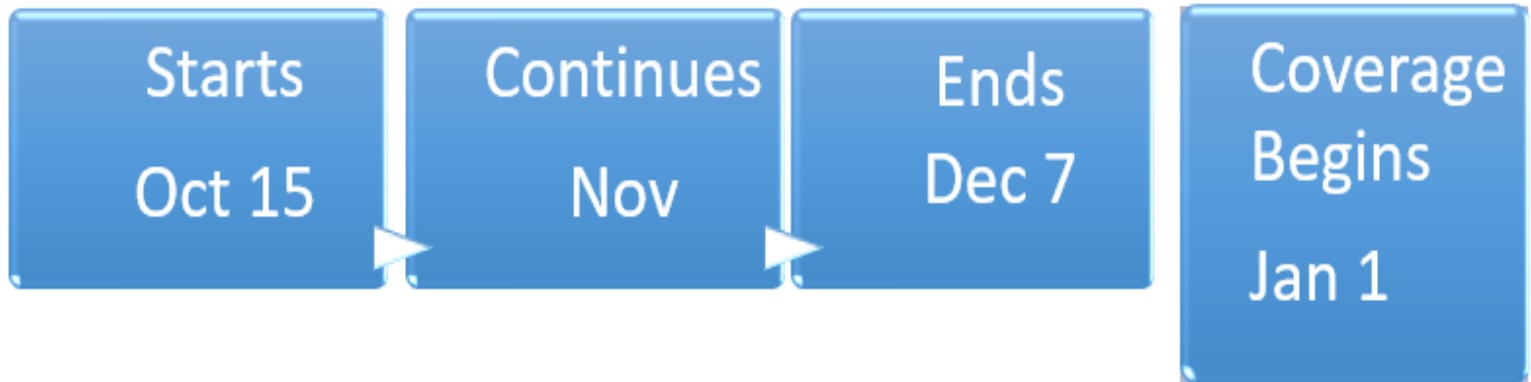 Starts
Oct 15
Continues
Nov
Ends
Dec 7
Coverage
Begins
Jan 1